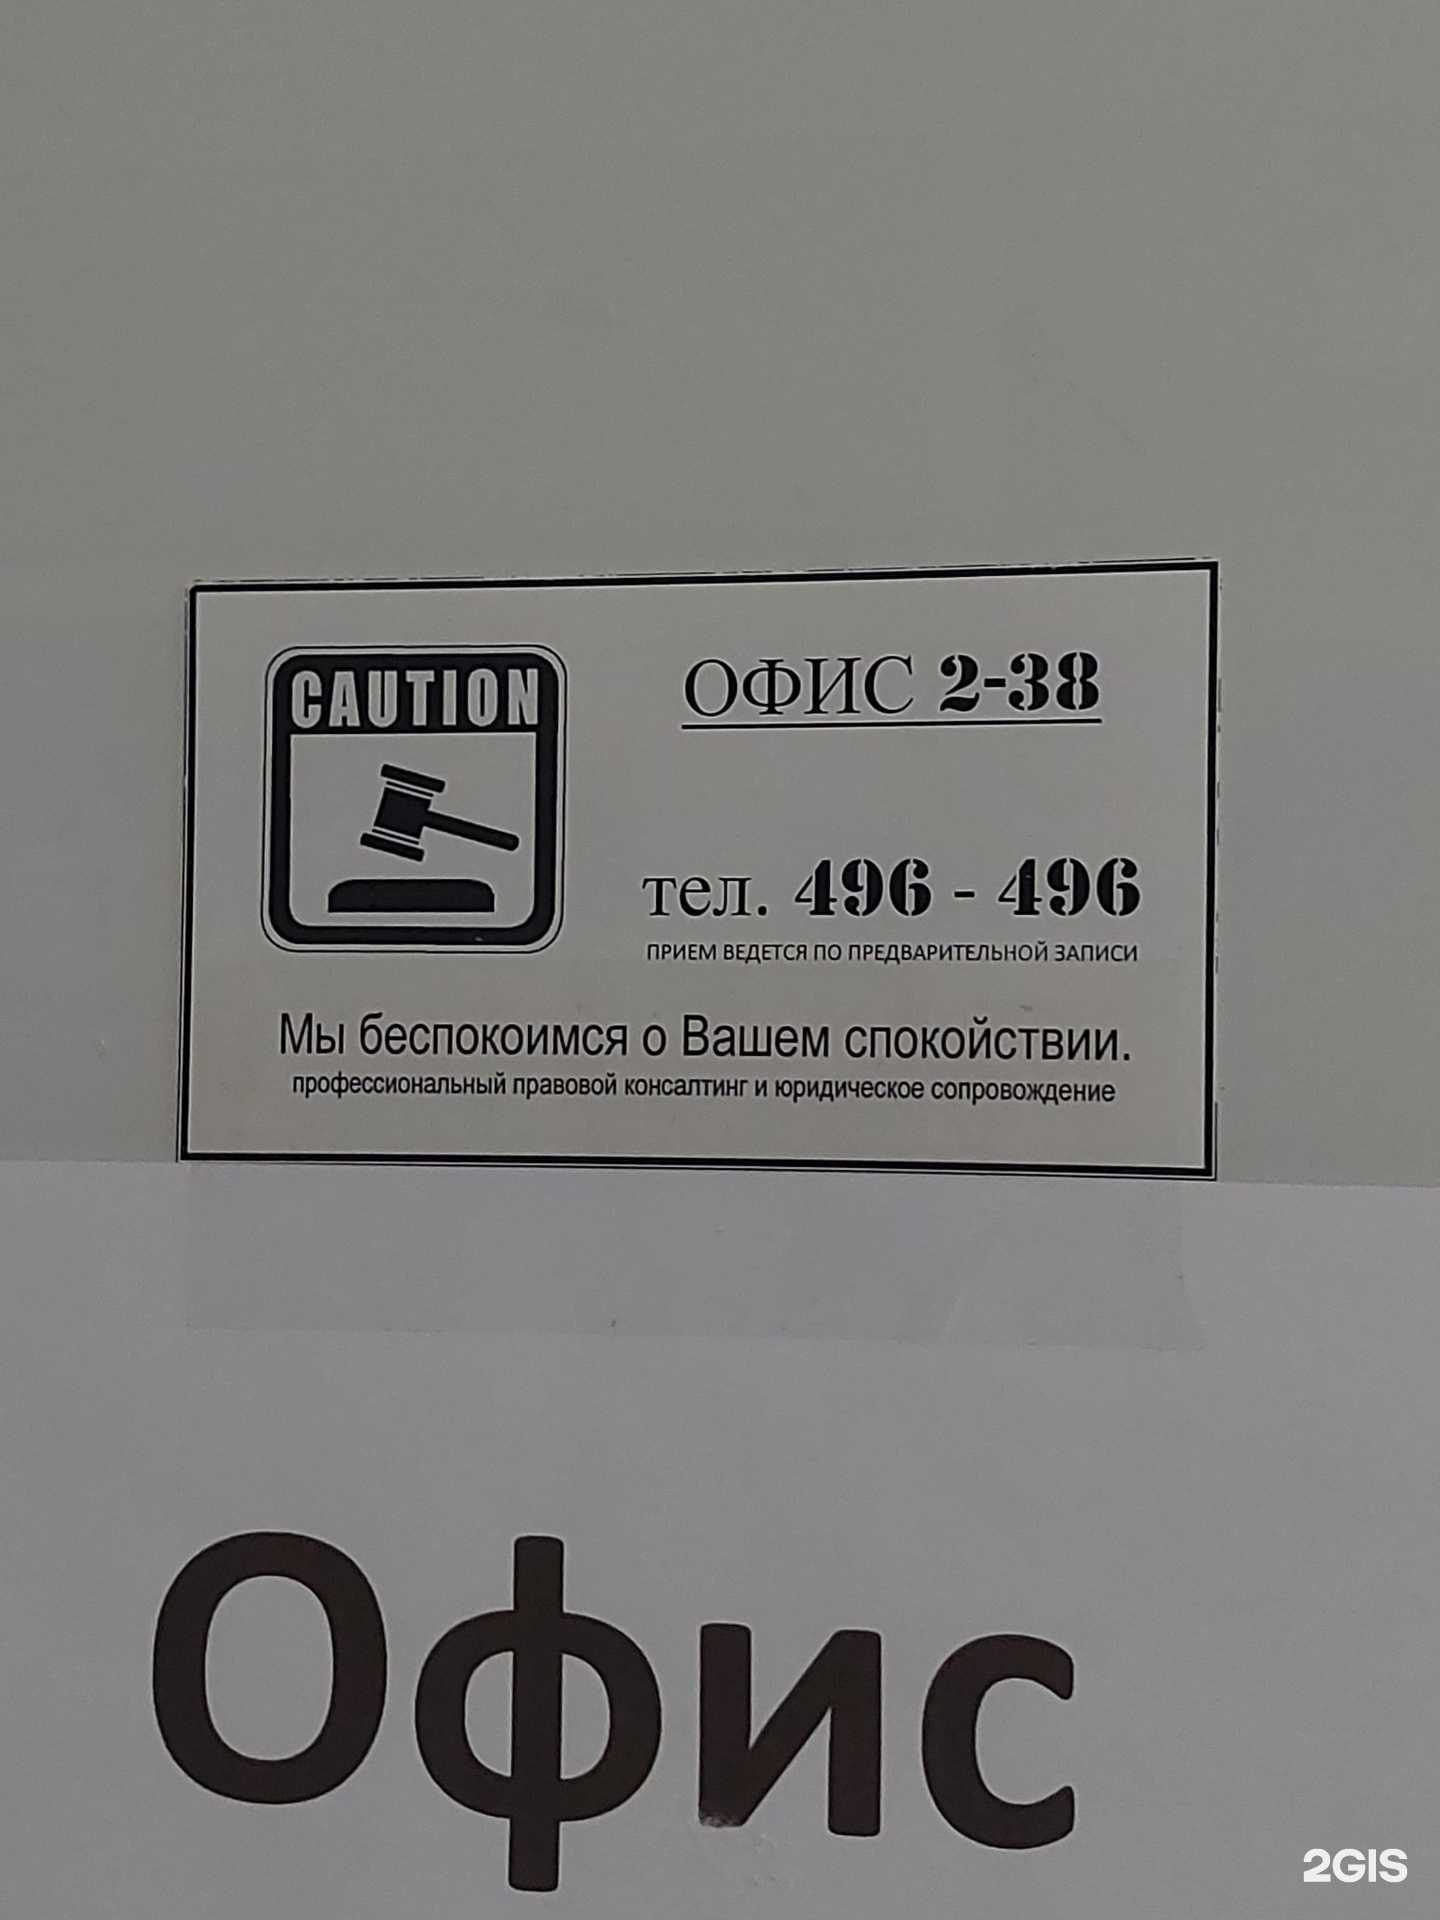 CAUTION
ОФИС 2-38
тел. 496 - 496
ПРИЕМ ВЕДЕТСЯ ПО ПРЕДВАРИТЕЛЬНОЙ ЗАПИСИ
Мы беспокоимся о Вашем спокойствии.
профессиональный правовой консалтинг и юридическое сопровождение
Офис
2GIS